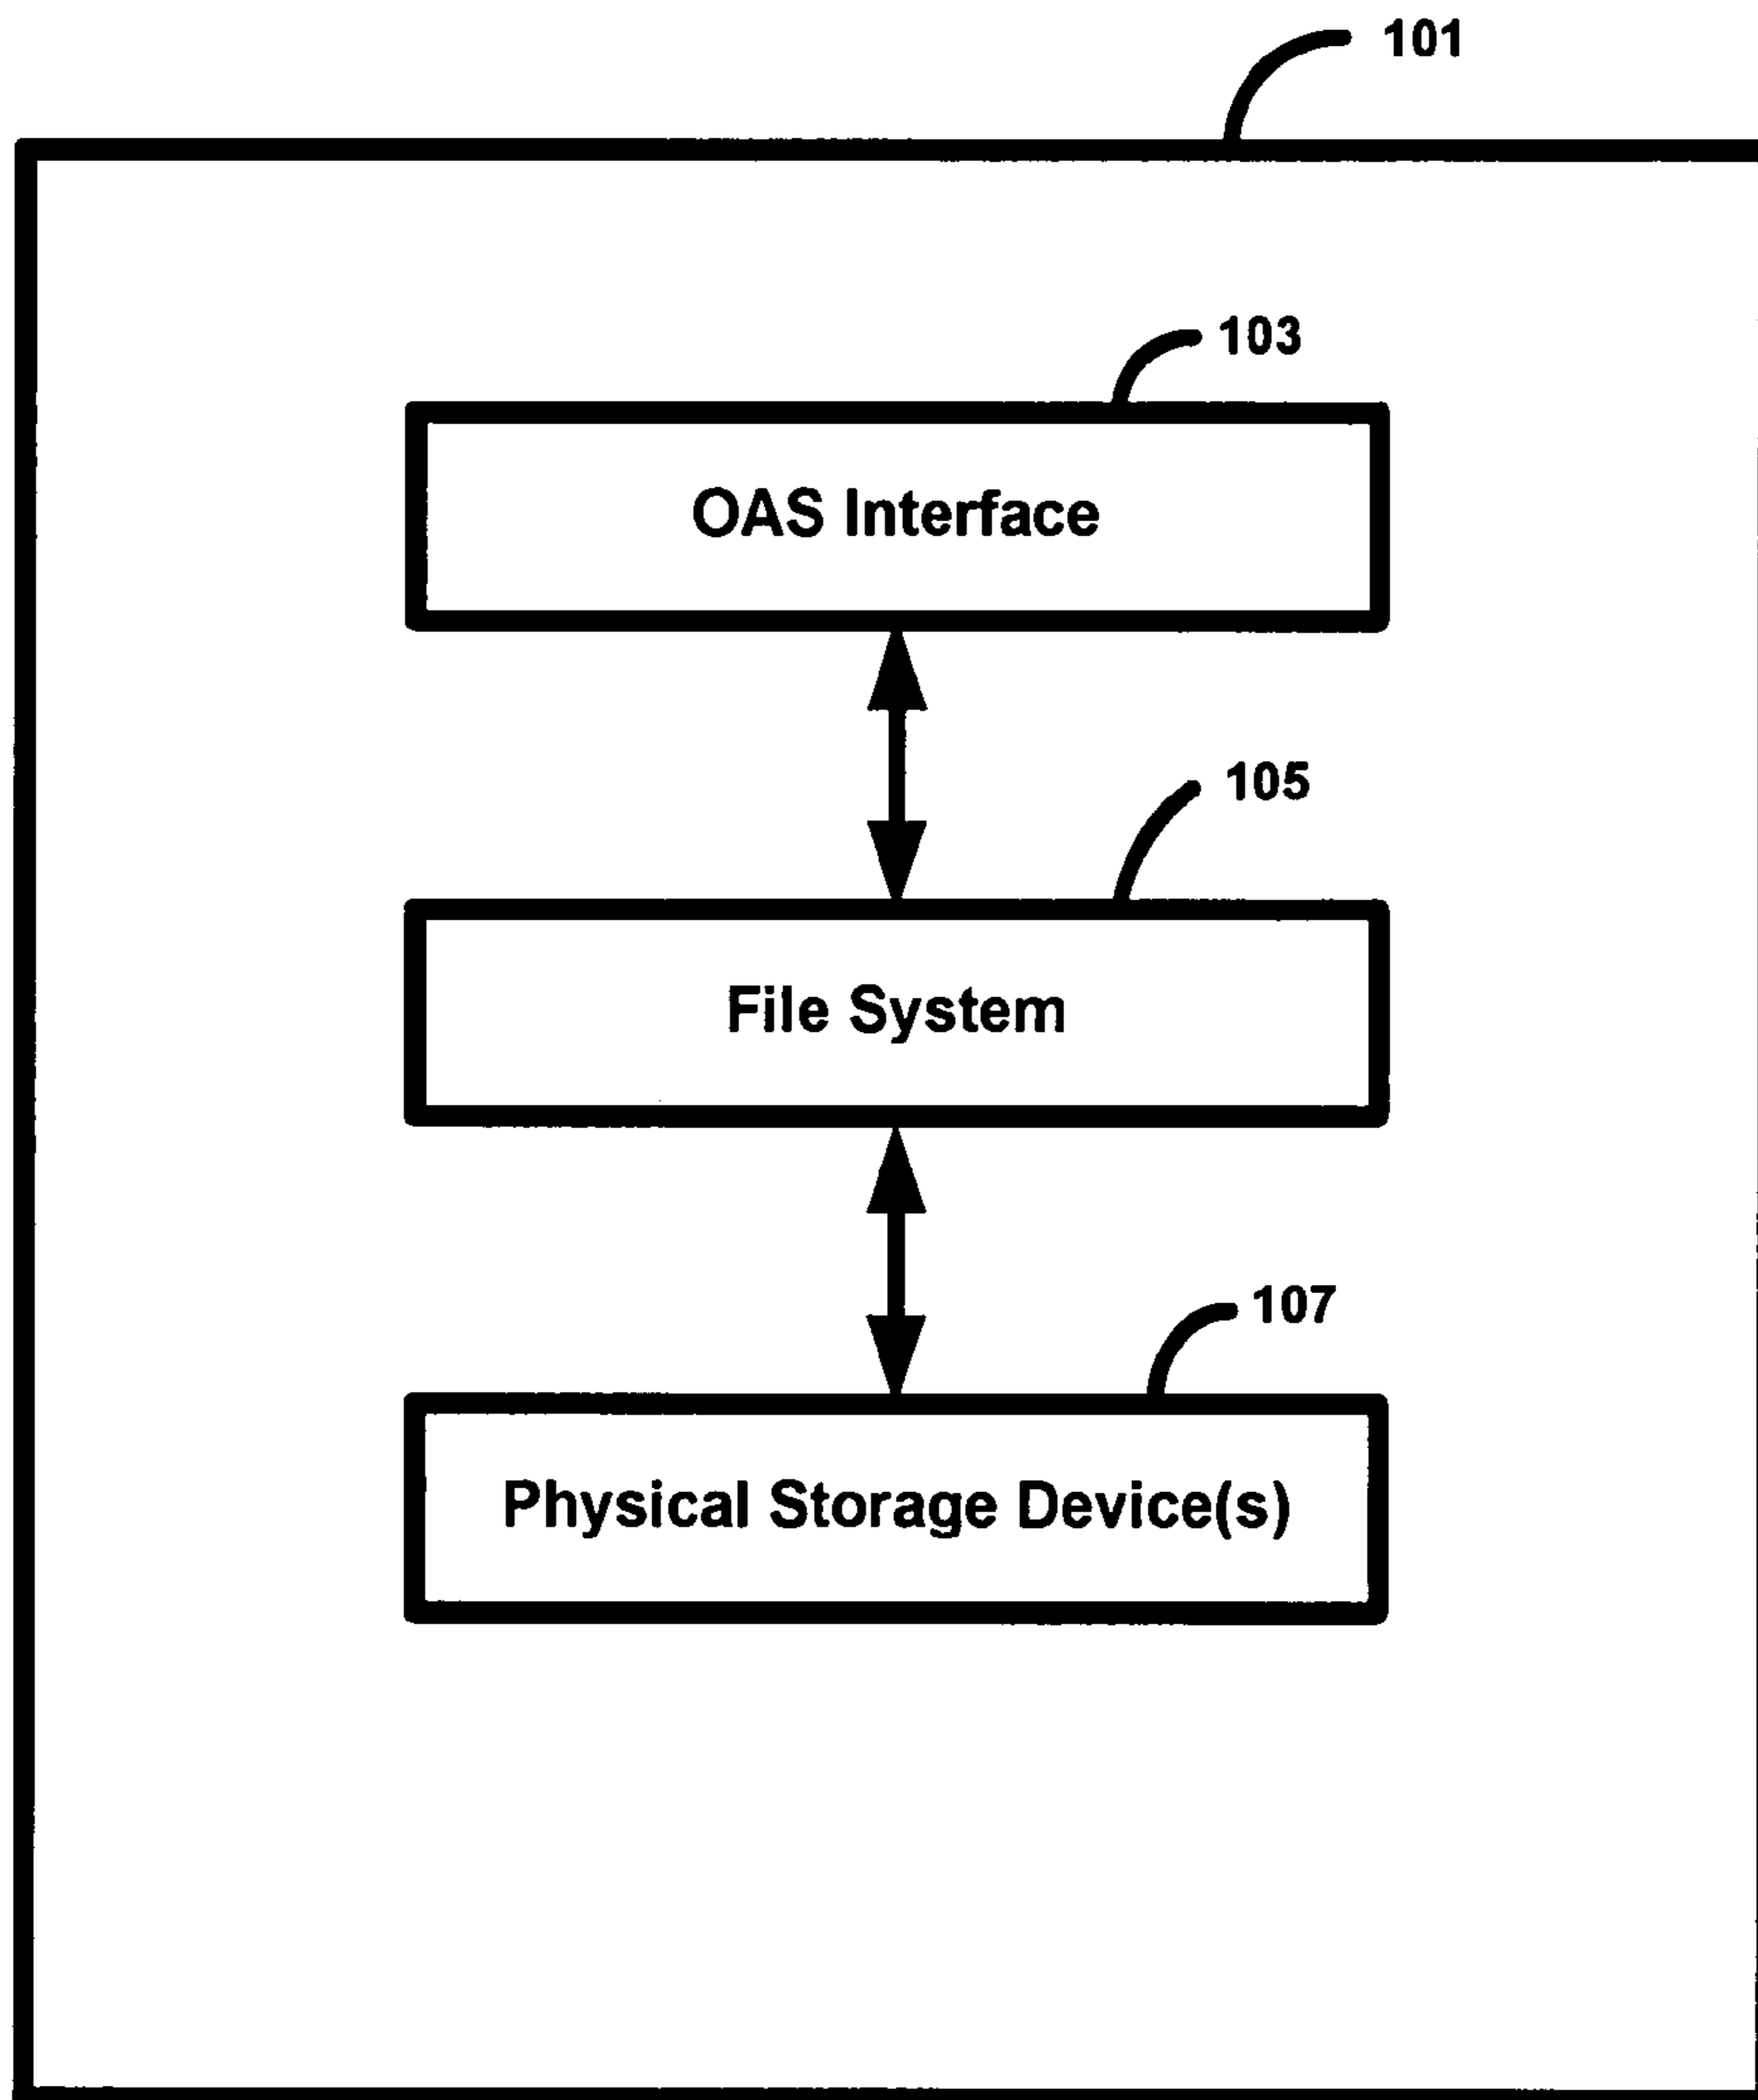 101
103
OAS Interface
105
File System
107
Physical Storage Device(s)